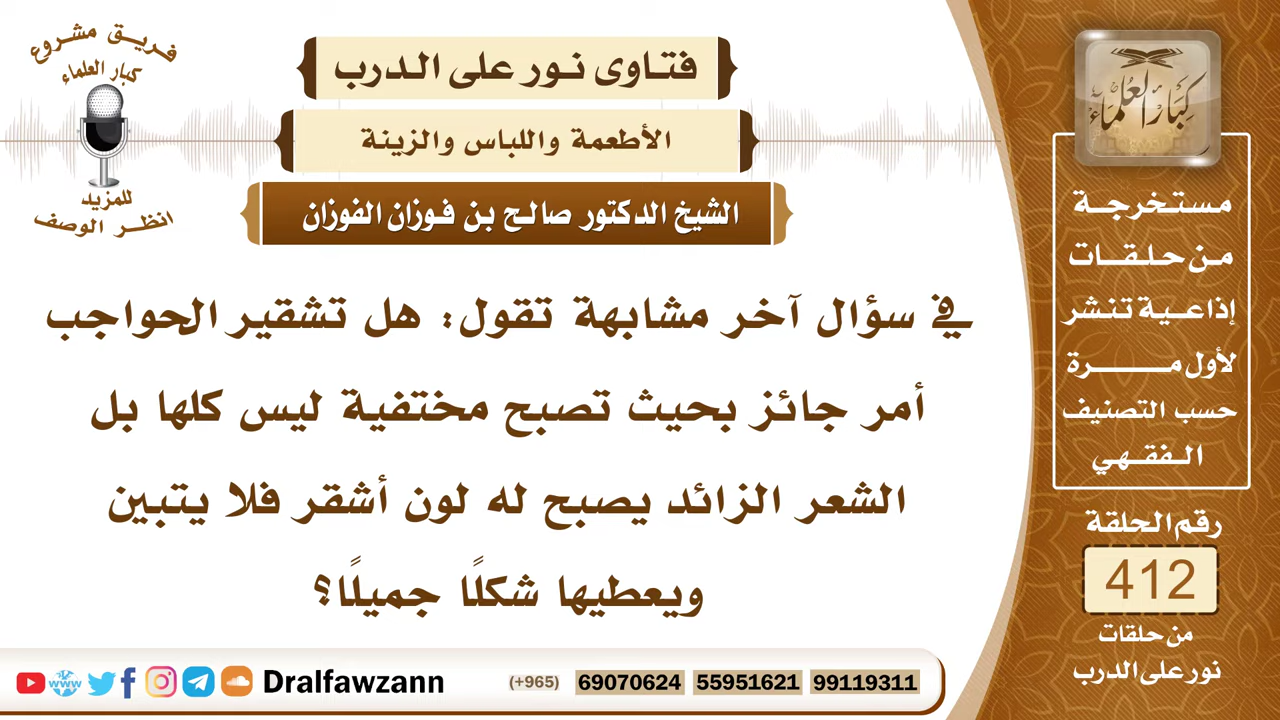 فريق مشروع
كبار العلماء
للمزيد
انظر الوصف
فتاوى نور على الدرب
الأطعمة واللباس والزينة
الشيخ الدكتور صالح بن فوزان الفوزان
كبار العلماء
مستخرجة
من حلقات
إذاعية تنشر
لأول مرة
حسب التصنيف
الفقهي
رقم الحلقة
412
من حلقات
نور على الدرب
في سؤال آخر مشابهة تقول: هل تشقير الحواجب
أمر جائز بحيث تصبح مختفية ليس كلها بل
الشعر الزائد يصبح له لون أشقر فلا يتبين
ويعطيها شكلًا جميلًا؟
www Dralfawzann (+965) 69070624 55951621 99119311